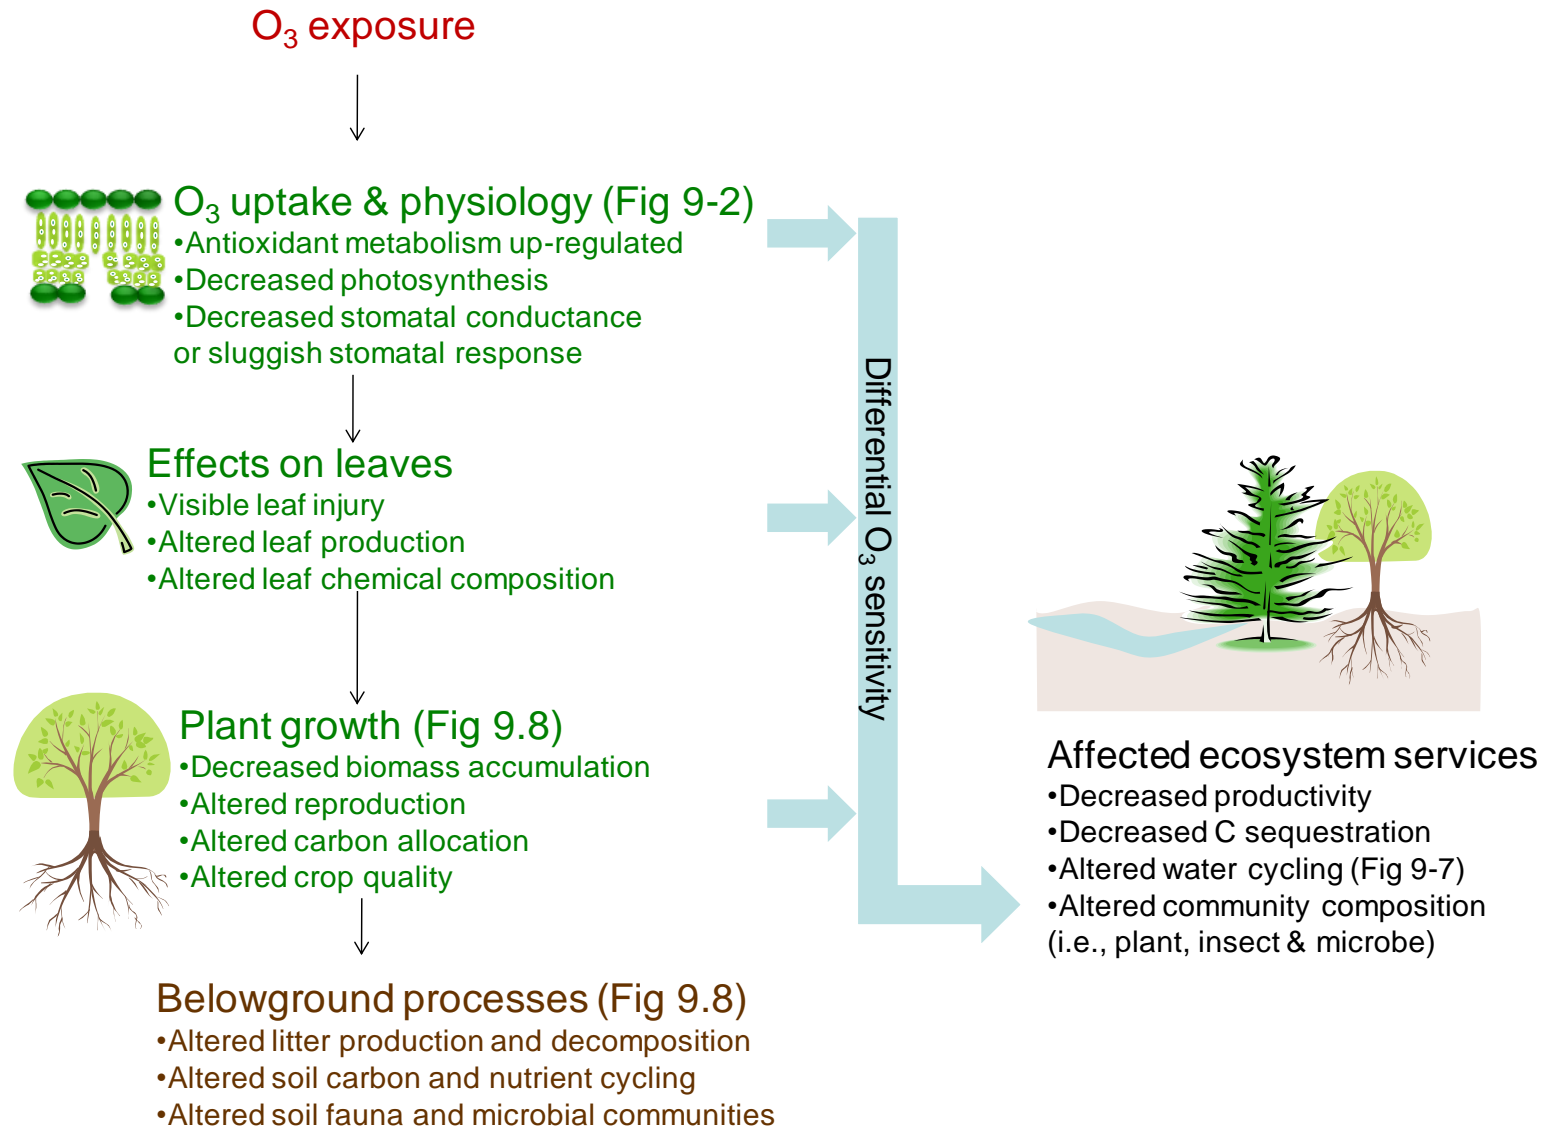 O₃ exposure
O₃ uptake & physiology (Fig 9-2)
•Antioxidant metabolism up-regulated
•Decreased photosynthesis
•Decreased stomatal conductance
or sluggish stomatal response
Effects on leaves
•Visible leaf injury
•Altered leaf production
•Altered leaf chemical composition
Plant growth (Fig 9.8)
•Decreased biomass accumulation
•Altered reproduction
•Altered carbon allocation
•Altered crop quality
Belowground processes (Fig 9.8)
•Altered litter production and decomposition
•Altered soil carbon and nutrient cycling
•Altered soil fauna and microbial communities
Differential O₃ sensitivity
Affected ecosystem services
•Decreased productivity
•Decreased C sequestration
•Altered water cycling (Fig 9-7)
•Altered community composition
(i.e., plant, insect & microbe)